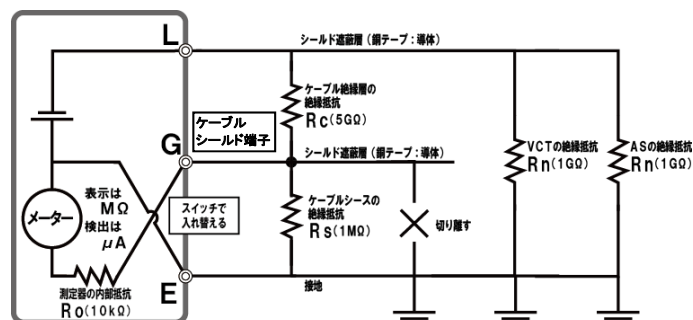 L
シールド遮蔽層（銅テープ：導体）
ケーブル絶縁層の
絶縁抵抗
Rc(5GΩ)
ケーブル
シールド端子
G
シールド遮蔽層（銅テープ：導体）
VCTの絶縁抵抗
Rn(1GΩ)
ASの絶縁抵抗
Rn(1GΩ)
メーター
表示は
MΩ
検出は
μA
スイッチで
入れ替える
ケーブルシースの
絶縁抵抗
Rs(1MΩ)
切り離す
測定器の内部抵抗
Ro(10kΩ)
E
接地